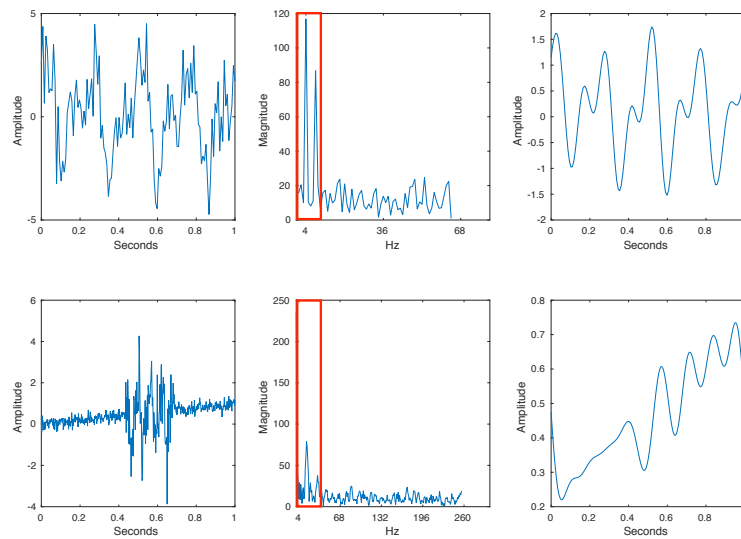 5
0
-5
Amplitude
0 0.2 0.4 0.6 0.8 1
Seconds
120
100
80
60
40
20
0
Magnitude
4 36 68
Hz
2
1.5
1
0.5
0
-0.5
-1
-1.5
-2
Amplitude
0 0.2 0.4 0.6 0.8
Seconds
6
4
2
0
-2
-4
Amplitude
0 0.2 0.4 0.6 0.8 1
Seconds
250
200
150
100
50
0
Magnitude
4 68 132 196 260
Hz
0.8
0.7
0.6
0.5
0.4
0.3
0.2
Amplitude
0 0.2 0.4 0.6 0.8
Seconds